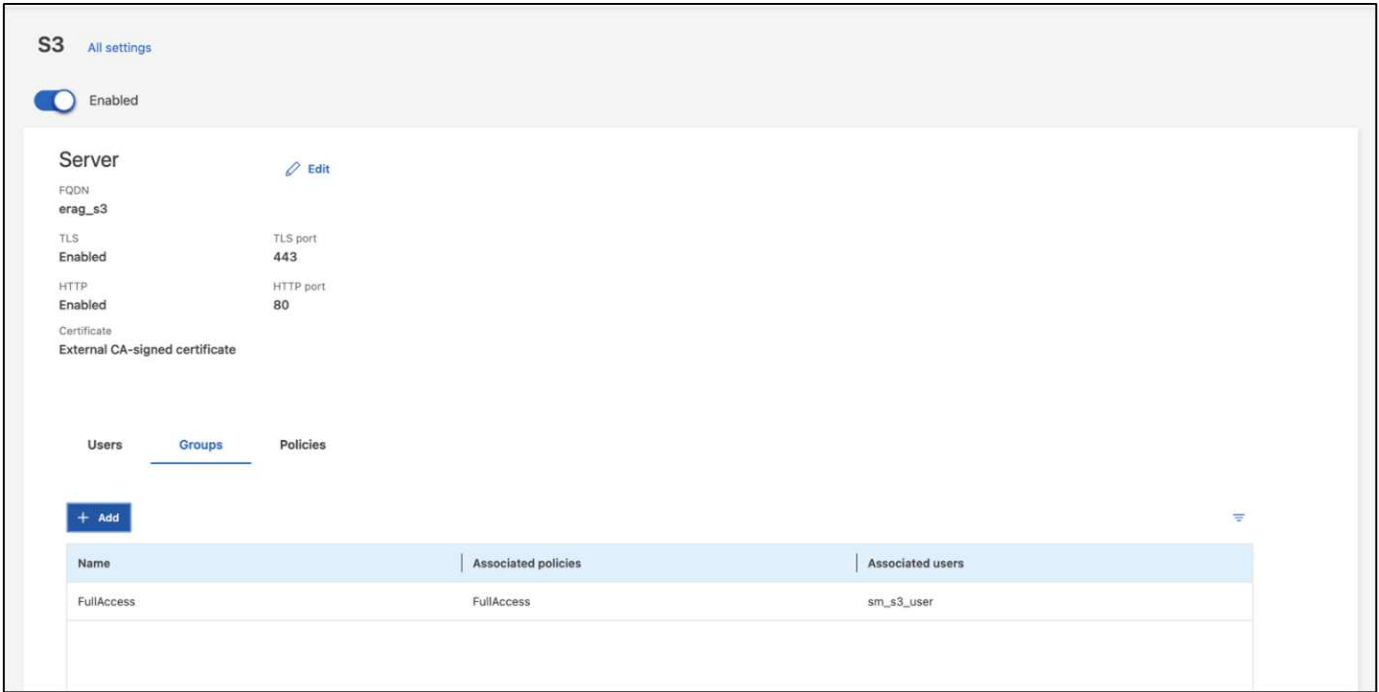 S3 All settings
Enabled
Server Edit
FQDN
erag_s3
TLS TLS port
Enabled 443
HTTP HTTP port
Enabled 80
Certificate
External CA-signed certificate
Users Groups Policies
+ Add
Name Associated policies Associated users
FullAccess FullAccess sm_s3_user